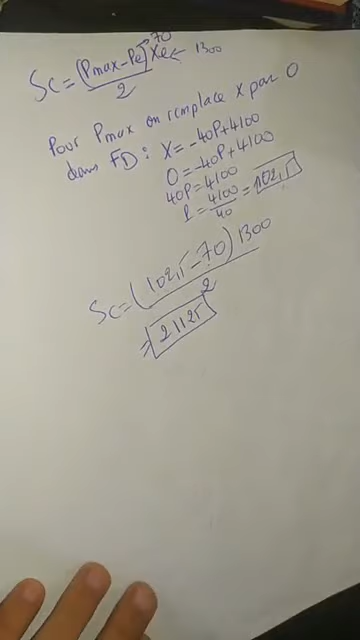 70
Sc=(Pmax-Pe)Xe← 1300
2
Pour Pmax on remplace X par 0
dans FD: X=-40P+4100
0=-40P+4100
40P=4100
P=4100/40=102,5
Sc=(102,5-70)1300
2
=21125